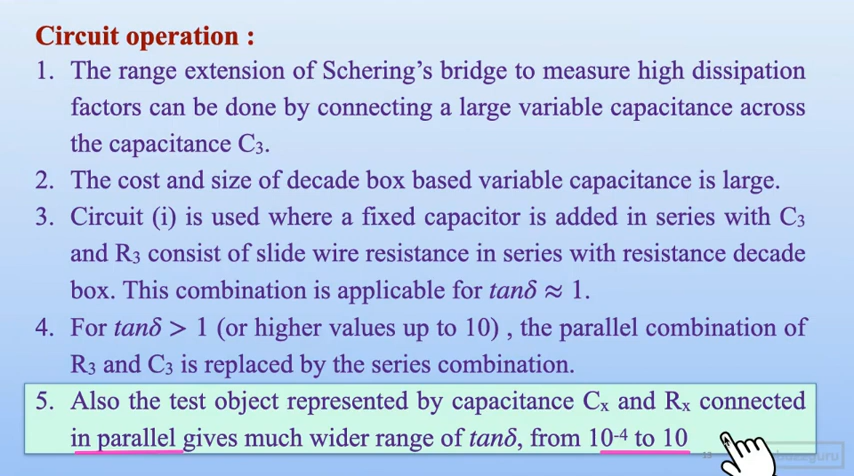 Circuit operation :
1. The range extension of Schering's bridge to measure high dissipation
factors can be done by connecting a large variable capacitance across
the capacitance C₃.
2. The cost and size of decade box based variable capacitance is large.
3. Circuit (i) is used where a fixed capacitor is added in series with C₃
and R₃ consist of slide wire resistance in series with resistance decade
box. This combination is applicable for tanδ ≈ 1.
4. For tanδ > 1 (or higher values up to 10) , the parallel combination of
R₃ and C₃ is replaced by the series combination.
5. Also the test object represented by capacitance Cₓ and Rₓ connected
in parallel gives much wider range of tanδ, from 10⁻⁴ to 10